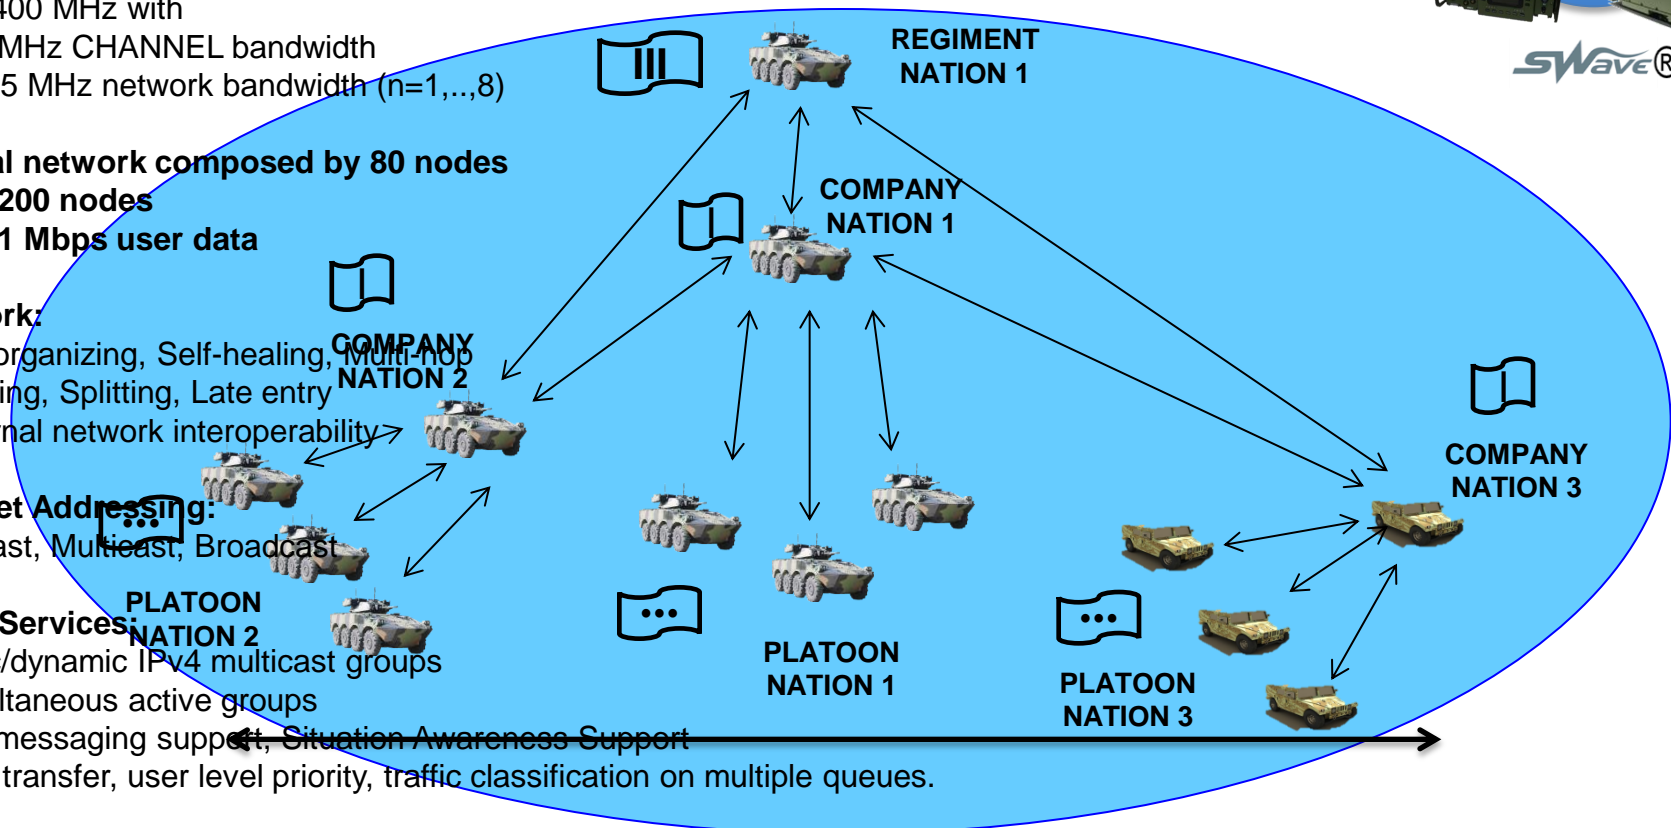 400 MHz with
MHz CHANNEL bandwidth
5 MHz network bandwidth (n=1,..,8)
al network composed by 80 nodes
200 nodes
1 Mbps user data
ork:
organizing, Self-healing, Multi-hop
ing, Splitting, Late entry
rnal network interoperability
et Addressing:
ast, Multicast, Broadcast
Services:
/dynamic IPv4 multicast groups
ltaneous active groups
messaging support, Situation Awareness Support
transfer, user level priority, traffic classification on multiple queues.
REGIMENT
NATION 1
SWave®
COMPANY
NATION 1
COMPANY
NATION 2
COMPANY
NATION 3
PLATOON
NATION 2
PLATOON
NATION 1
PLATOON
NATION 3